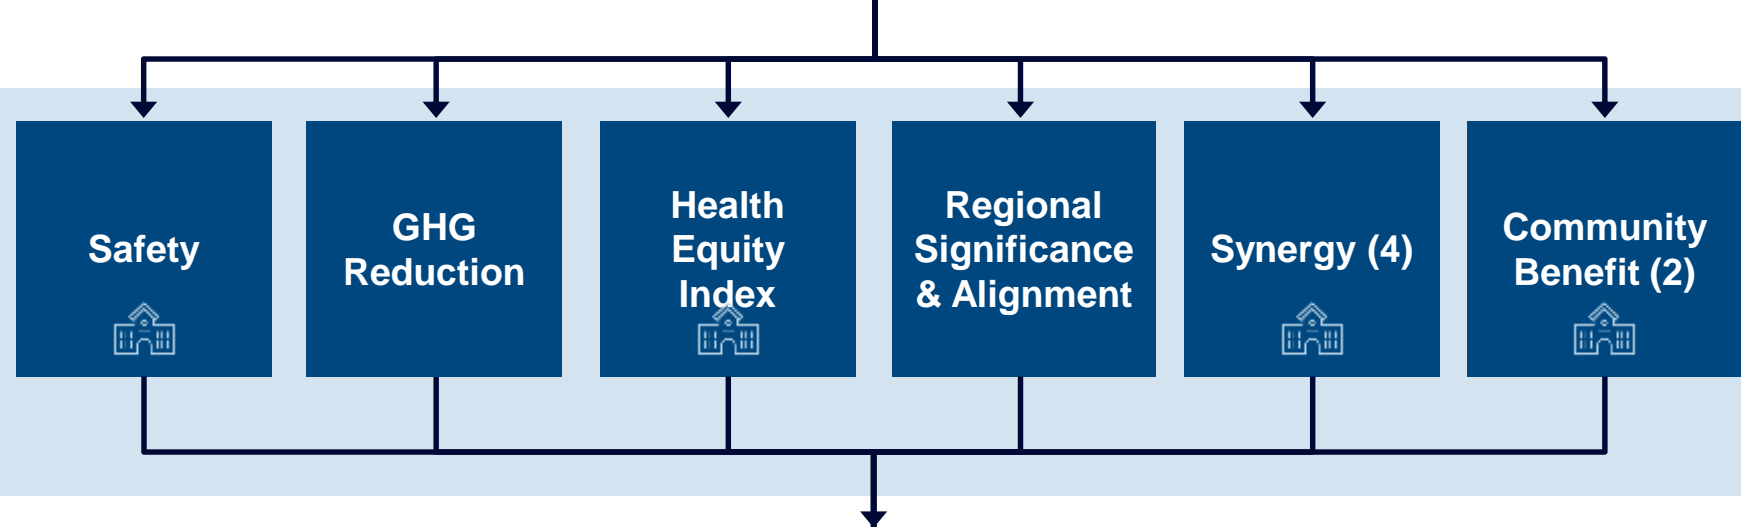 Safety
GHG
Reduction
Health
Equity
Index
Regional
Significance
& Alignment
Synergy (4)
Community
Benefit (2)